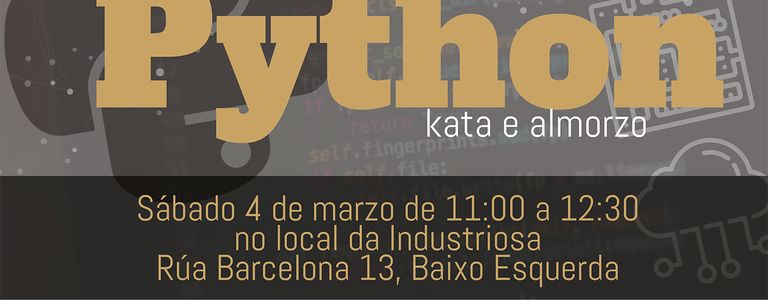 Python
kata e almorzo
Sábado 4 de marzo de 11:00 a 12:30
no local da Industriosa
Rúa Barcelona 13, Baixo Esquerda